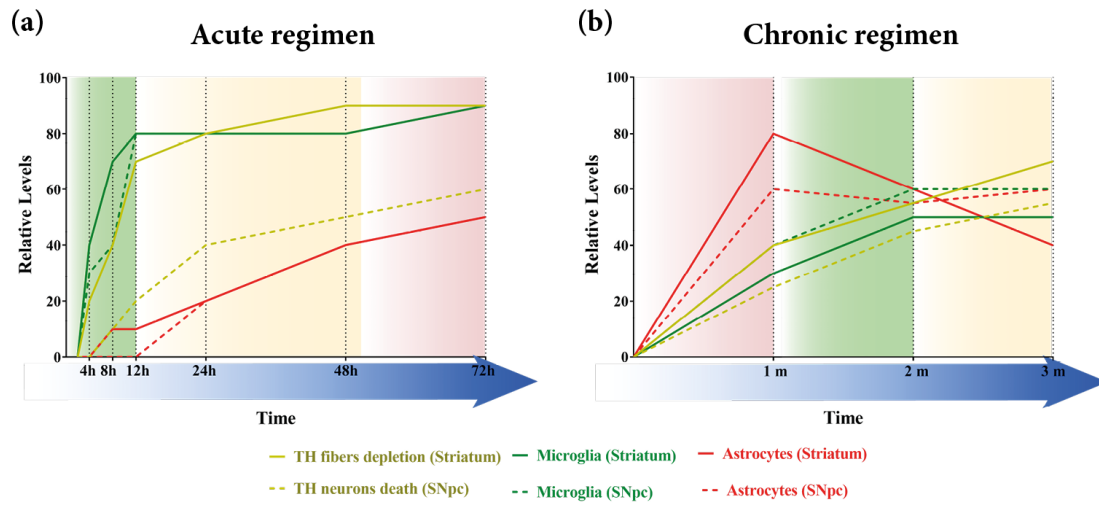 (a)
Acute regimen
100
80
60
40
20
0
Relative Levels
4h 8h 12h 24h 48h 72h
Time
(b)
Chronic regimen
100
80
60
40
20
0
Relative Levels
1 m 2 m 3 m
Time
TH fibers depletion (Striatum) Microglia (Striatum) Astrocytes (Striatum)
TH neurons death (SNpc) Microglia (SNpc) Astrocytes (SNpc)